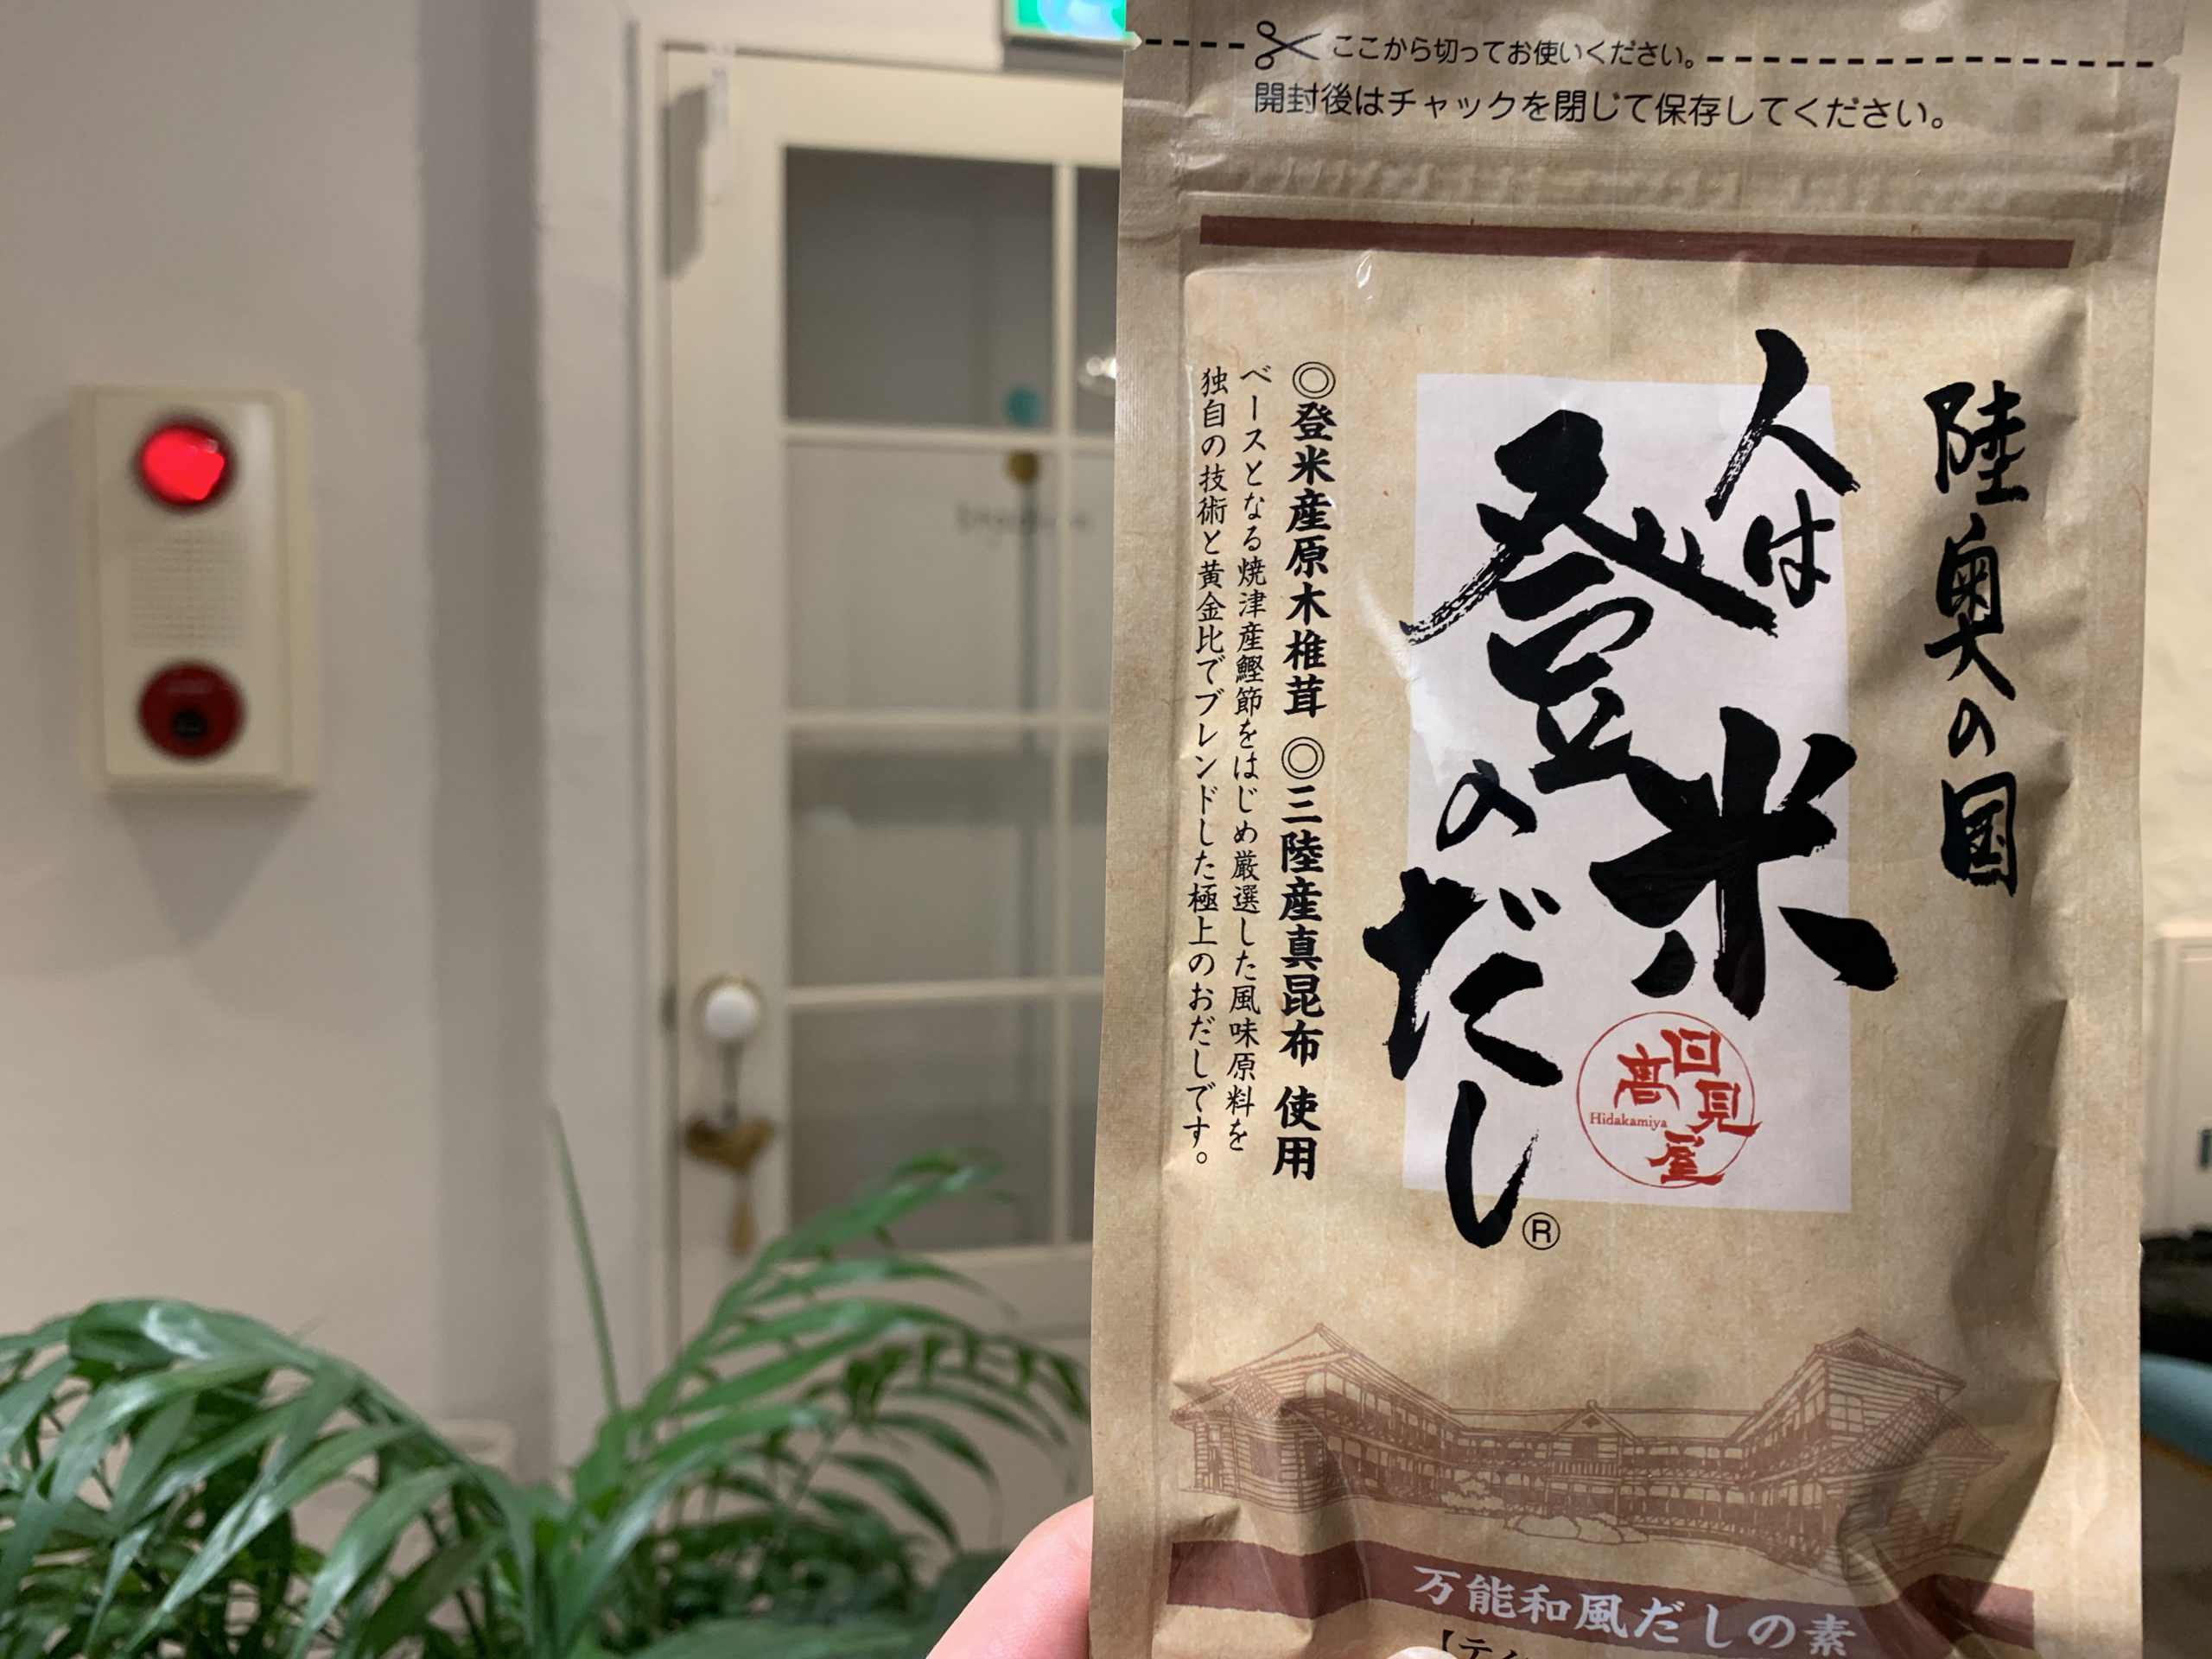 ここから切ってお使いください。
開封後はチャックを閉じて保存してください。
陸奥の国
人は
登米
のだし
®
日高見屋
Hidakamiya
◎登米産原木椎茸 ◎三陸産真昆布 使用
ベースとなる焼津産鰹節をはじめ厳選した風味原料を
独自の技術と黄金比でブレンドした極上のおだしです。
万能和風だしの素
【ティ